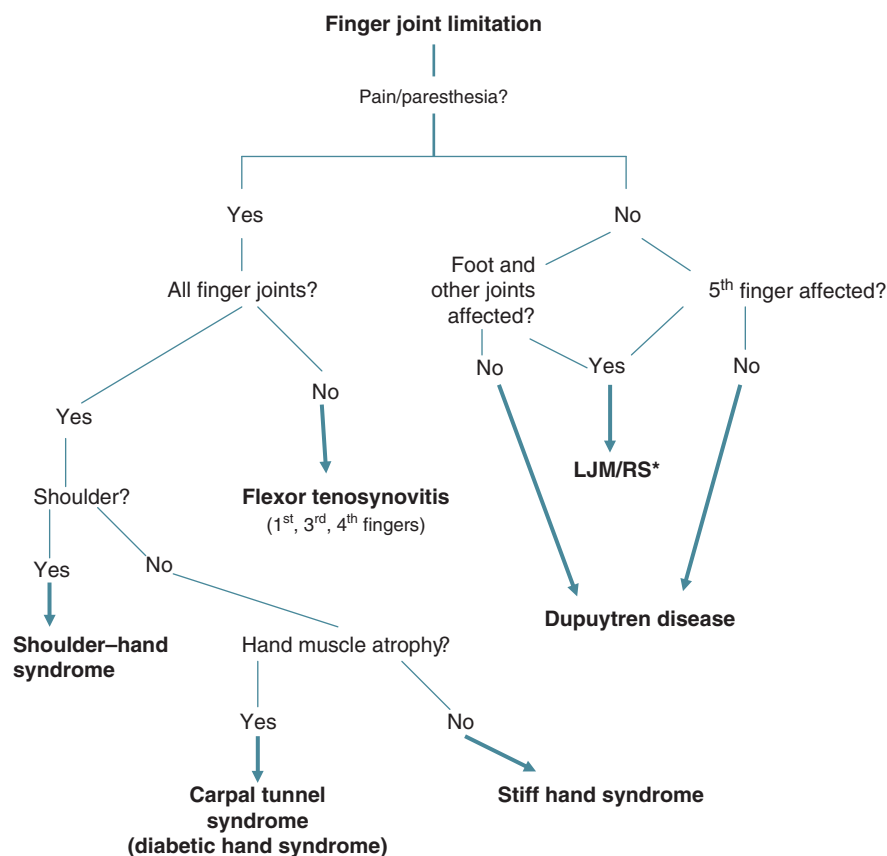 Finger joint limitation
Pain/paresthesia?
Yes
No
All finger joints?
Foot and
other joints
affected?
5th finger affected?
No
Yes
No
Yes
No
LJM/RS*
Shoulder?
Flexor tenosynovitis
(1st, 3rd, 4th fingers)
Yes
No
Dupuytren disease
Shoulder–hand
syndrome
Hand muscle atrophy?
Yes
No
Carpal tunnel
syndrome
(diabetic hand syndrome)
Stiff hand syndrome